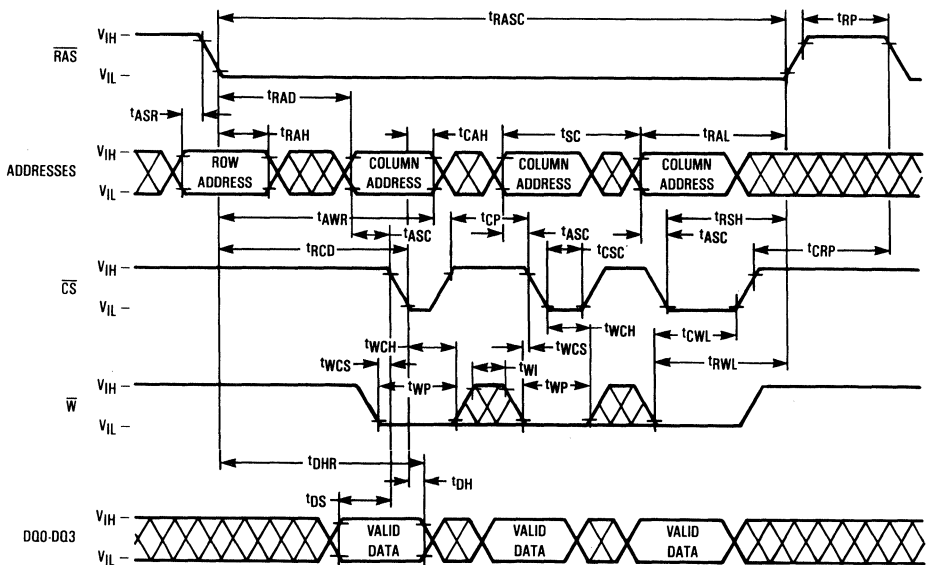 tRASC
tRP
VIH
RAS
VIL
tRAD
tASR
tRAH
tCAH
tSC
tRAL
VIH
ADDRESSES
ROW ADDRESS
COLUMN ADDRESS
COLUMN ADDRESS
COLUMN ADDRESS
VIL
tAWR
tCP
tRSH
tASC
tASC
tASC
tRCD
tCSC
tCRP
VIH
CS
VIL
tWCH
tWCH
tCWL
tWCS
tWCS
tWI
tRWL
tWP
tWP
VIH
W
VIL
tDHR
tDH
tDS
VIH
DQ0-DQ3
VALID DATA
VALID DATA
VALID DATA
VIL